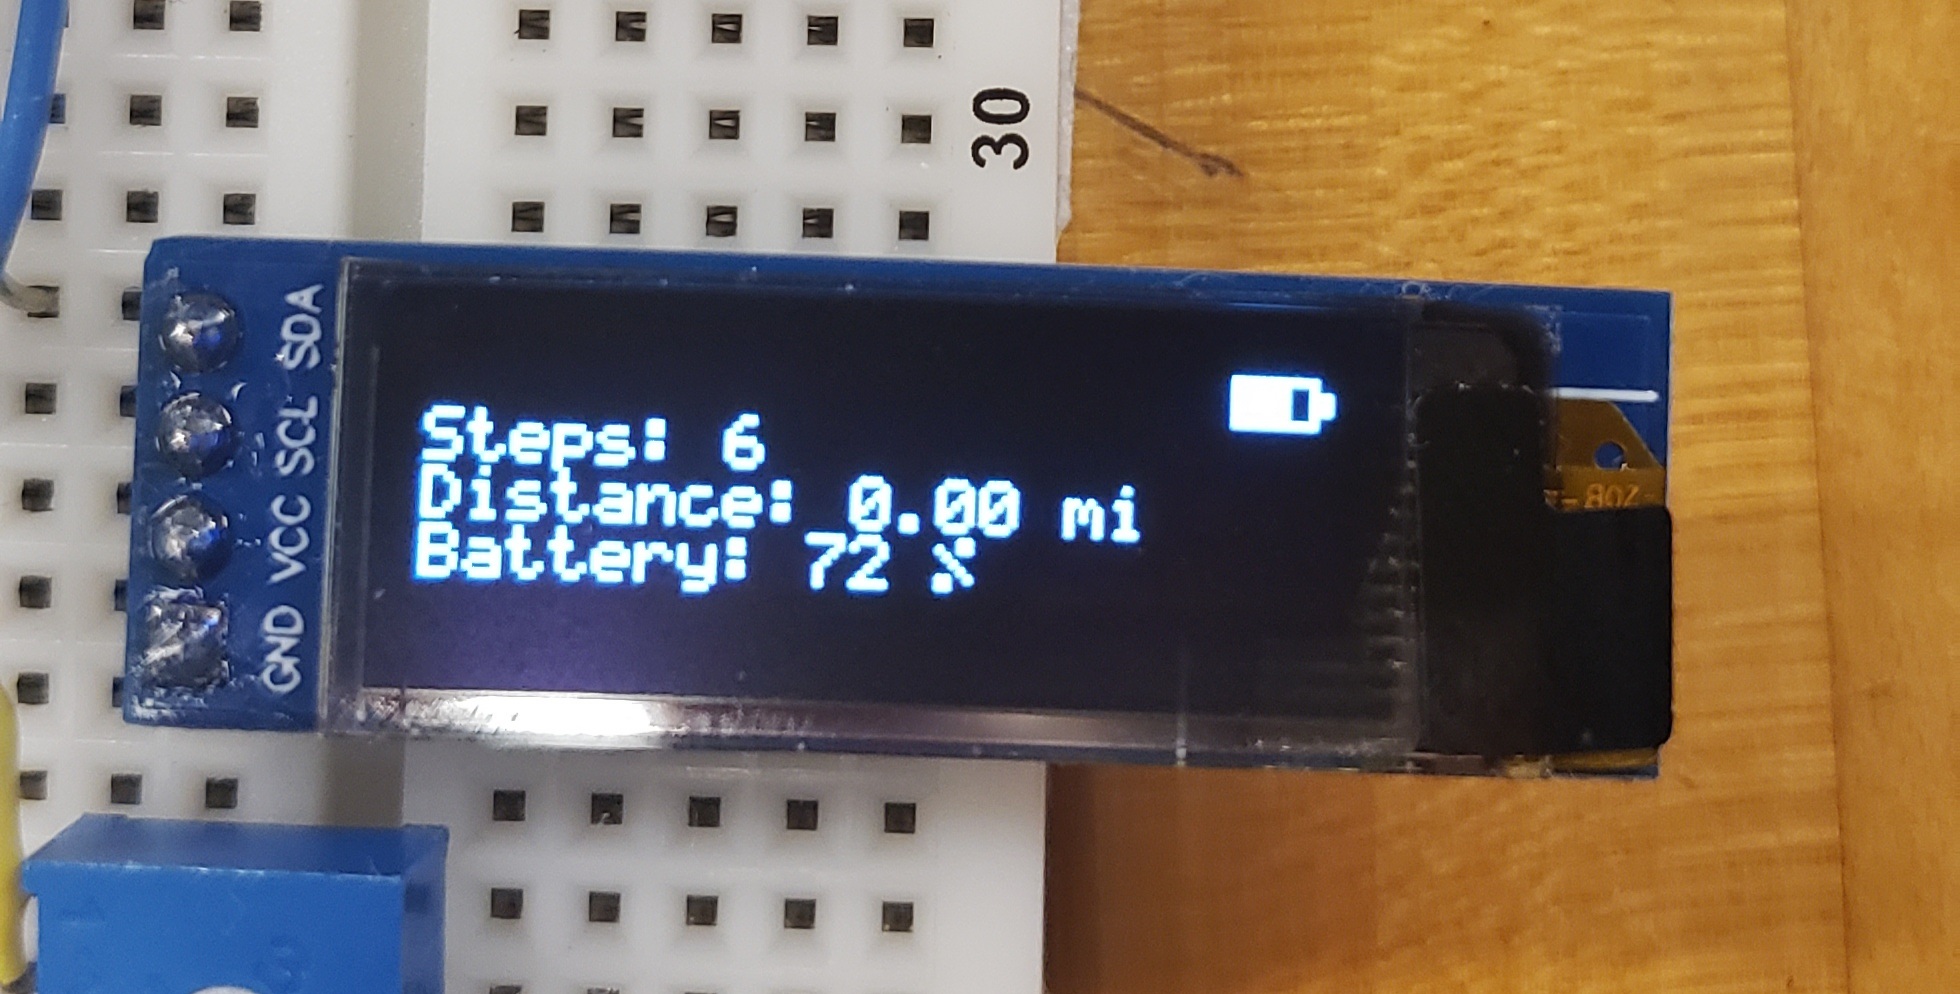 30
SDA
SCL
VCC
GND
Steps: 6
Distance: 0.00 mi
Battery: 72 %